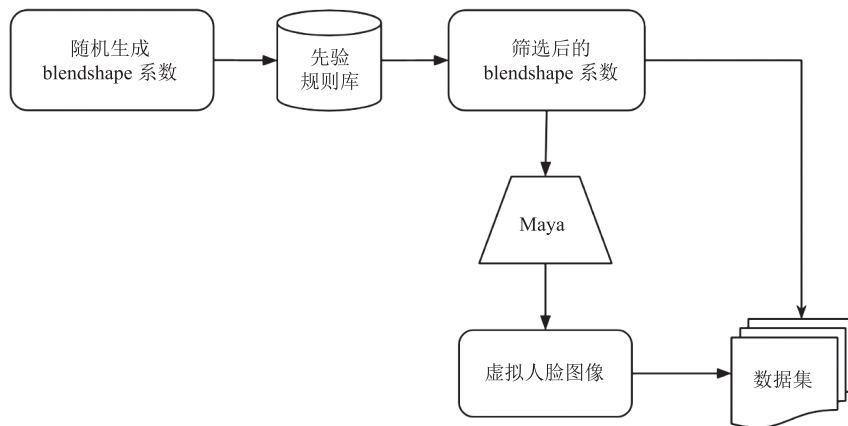 随机生成
blendshape 系数
先验
规则库
筛选后的
blendshape 系数
Maya
虚拟人脸图像
数据集